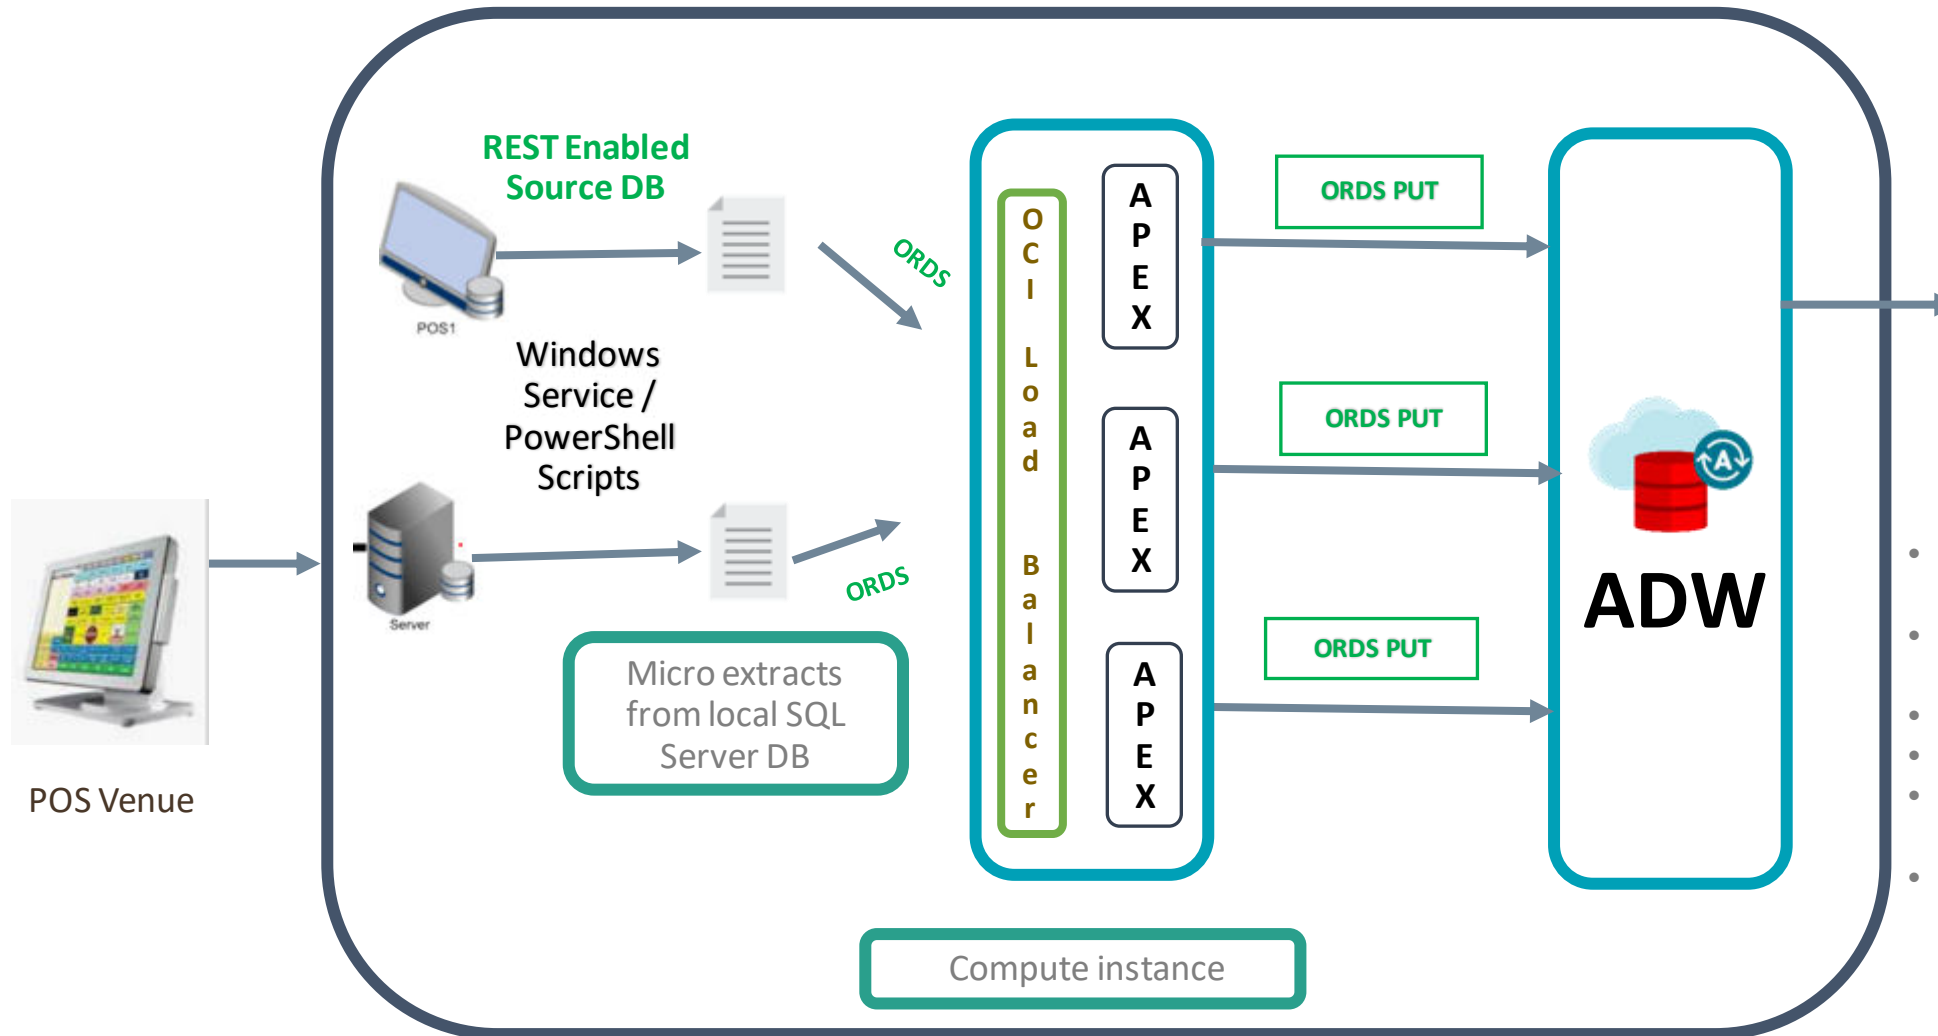 REST Enabled
Source DB
POS1
Windows
Service /
PowerShell
Scripts
Server
POS Venue
Micro extracts
from local SQL
Server DB
ORDS
ORDS
OCI Load Balancer
APEX
APEX
APEX
ORDS PUT
ORDS PUT
ORDS PUT
A
ADW
Compute instance